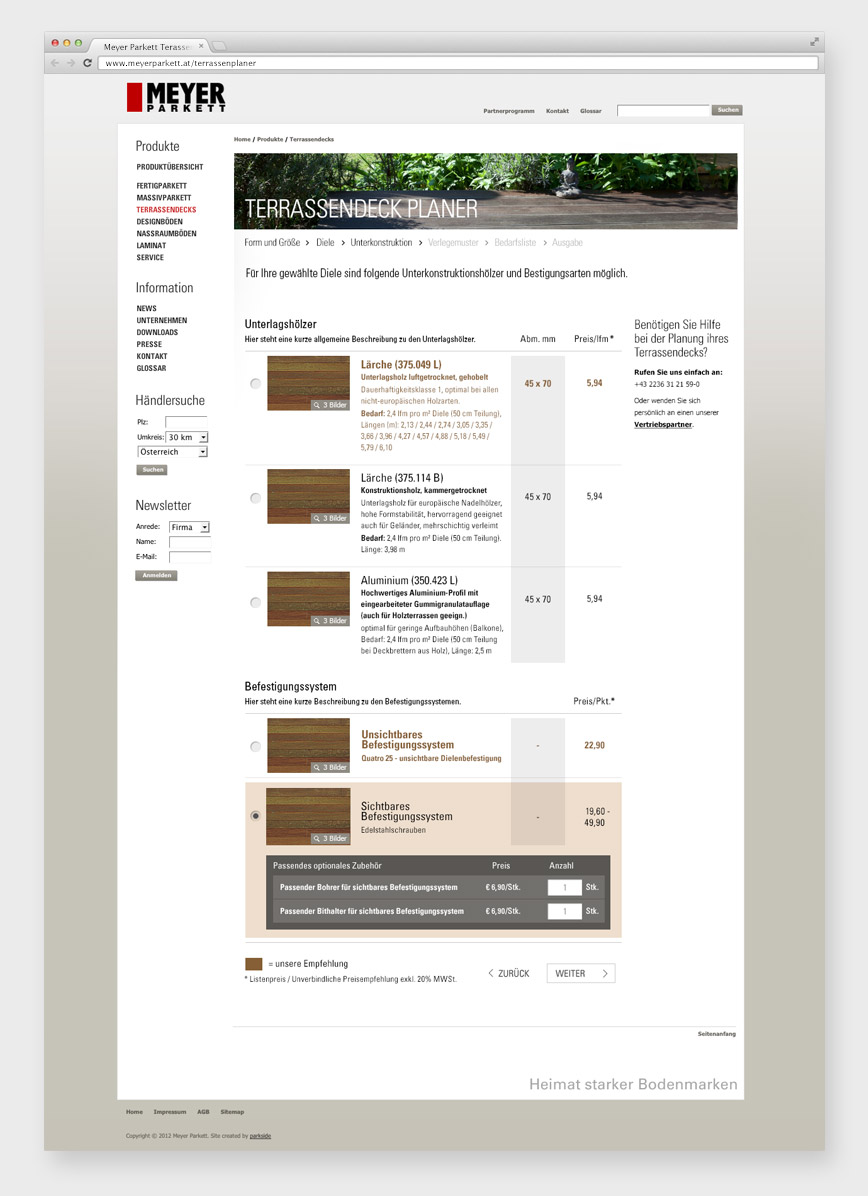 Meyer Parkett Terassen
www.meyerparkett.at/terrassenplaner
MEYER
PARKETT
Partnerprogramm Kontakt Glossar Suchen
Produkte
PRODUKTÜBERSICHT
FERTIGPARKETT
MASSIVPARKETT
TERRASSENDECKS
DESIGNBÖDEN
NASSRAUMBÖDEN
LAMINAT
SERVICE
Information
NEWS
UNTERNEHMEN
DOWNLOADS
PRESSE
KONTAKT
GLOSSAR
Händlersuche
Plz:
Umkreis: 30 km
Österreich
Suchen
Newsletter
Anrede: Firma
Name:
E-Mail:
Anmelden
Home / Produkte / Terrassendecks
TERRASSENDECK PLANER
Form und Größe > Diele > Unterkonstruktion > Verlegemuster > Bedarfsliste > Ausgabe
Für Ihre gewählte Diele sind folgende Unterkonstruktionshölzer und Bestigungsarten möglich.
Unterlagshölzer
Hier steht eine kurze allgemeine Beschreibung zu den Unterlagshölzer. Abm. mm Preis/lfm*
3 Bilder
Lärche (375.049 L)
Unterlagsholz luftgetrocknet, gehobelt
Dauerhaftigkeitsklasse 1, optimal bei allen
nicht-europäischen Holzarten.
Bedarf: 2,4 lfm pro m² Diele (50 cm Teilung),
Längen (m): 2,13 / 2,44 / 2,74 / 3,05 / 3,35 /
3,66 / 3,96 / 4,27 / 4,57 / 4,88 / 5,18 / 5,49 /
5,79 / 6,10
45 x 70 5,94
3 Bilder
Lärche (375.114 B)
Konstruktionsholz, kammergetrocknet
Unterlagsholz für europäische Nadelhölzer,
hohe Formstabilität, hervorragend geeignet
auch für Geländer, mehrschichtig verleimt
Bedarf: 2,4 lfm pro m² Diele (50 cm Teilung).
Länge: 3,98 m
45 x 70 5,94
3 Bilder
Aluminium (350.423 L)
Hochwertiges Aluminium-Profil mit
eingearbeiteter Gummigranulatauflage
(auch für Holzterrassen geeign.)
optimal für geringe Aufbauhöhen (Balkone),
Bedarf: 2,4 lfm pro m² Diele (50 cm Teilung
bei Deckbrettern aus Holz), Länge: 2,5 m
45 x 70 5,94
Befestigungssystem
Hier steht eine kurze Beschreibung zu den Befestigungssystemen. Preis/Pkt.*
3 Bilder
Unsichtbares
Befestigungssystem
Quatro 25 - unsichtbare Dielenbefestigung
- 22,90
3 Bilder
Sichtbares
Befestigungssystem
Edelstahlschrauben
- 19,60 -
49,90
Passendes optionales Zubehör Preis Anzahl
Passender Bohrer für sichtbares Befestigungssystem € 6,90/Stk. 1 Stk.
Passender Bithalter für sichtbares Befestigungssystem € 6,90/Stk. 1 Stk.
= unsere Empfehlung
* Listenpreis / Unverbindliche Preisempfehlung exkl. 20% MWSt.
< ZURÜCK WEITER >
Benötigen Sie Hilfe
bei der Planung ihres
Terrassendecks?
Rufen Sie uns einfach an:
+43 2236 31 21 59-0
Oder wenden Sie sich
persönlich an einen unserer
Vertriebspartner.
Seitenanfang
Heimat starker Bodenmarken
Home Impressum AGB Sitemap
Copyright © 2012 Meyer Parkett. Site created by parkside